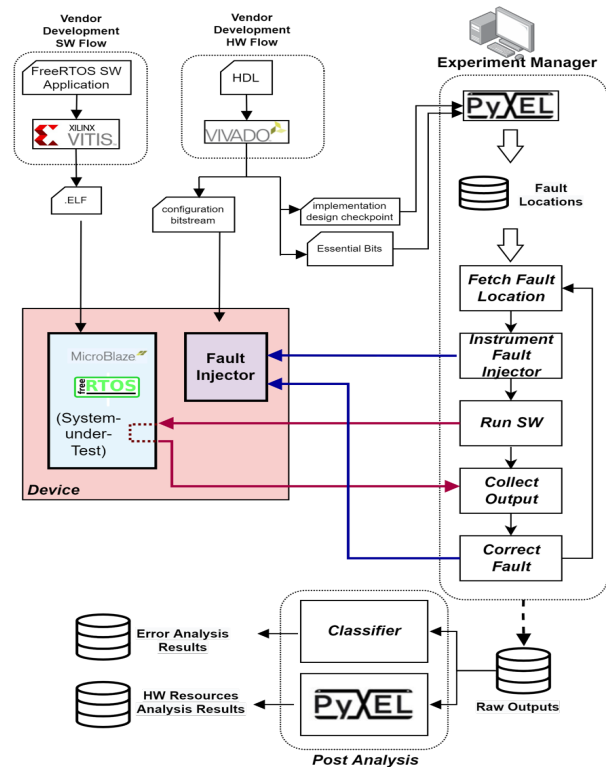 Vendor
Development
SW Flow
Vendor
Development
HW Flow
Experiment Manager
FreeRTOS SW
Application
HDL
PyXEL
XILINX
VITIS
VIVADO
Fault
Locations
.ELF
configuration
bitstream
implementation
design checkpoint
Essential Bits
Fetch Fault
Location
Instrument
Fault
Injector
MicroBlaze
freeRTOS
(System-
under-
Test)
Fault
Injector
Run SW
Collect
Output
Device
Correct
Fault
Error Analysis
Results
Classifier
HW Resources
Analysis Results
PyXEL
Raw Outputs
Post Analysis